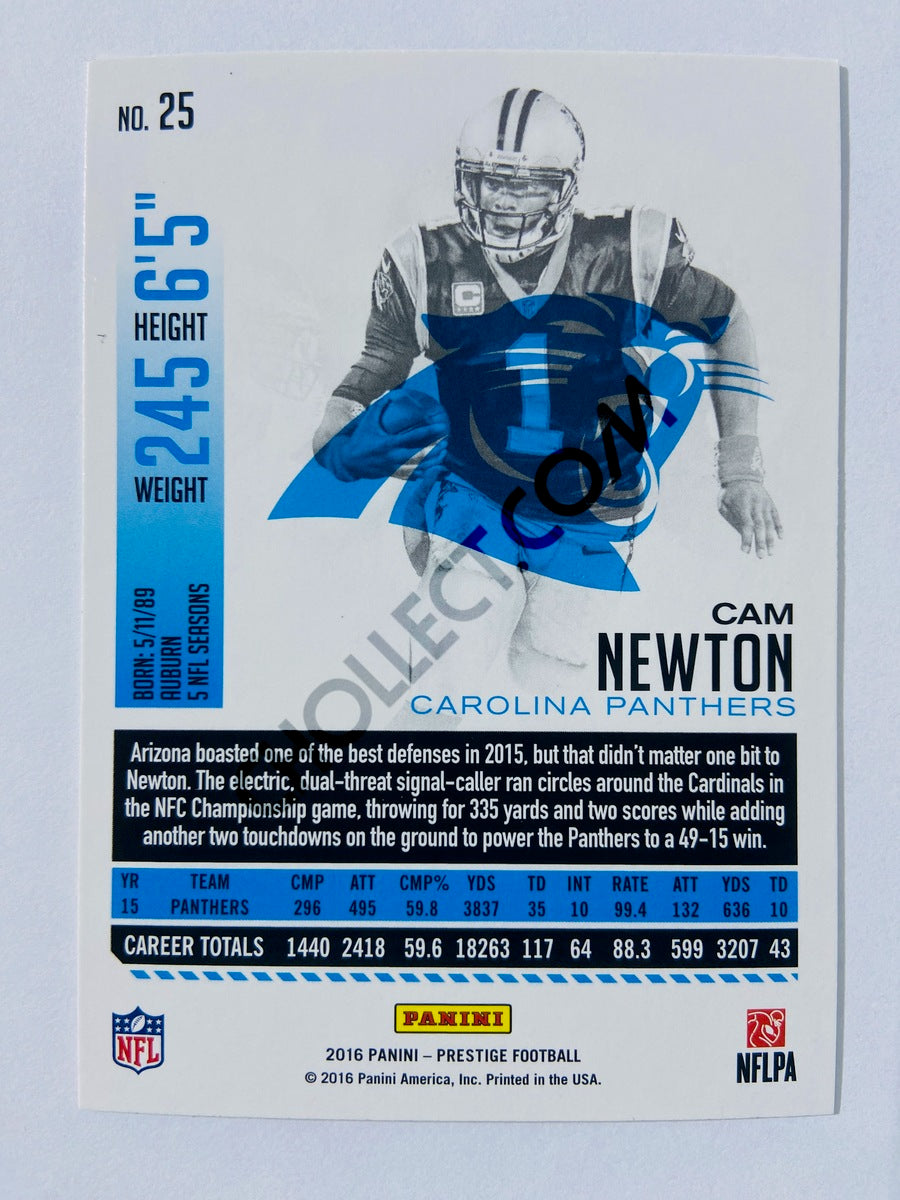 NO. 25
6'5"
HEIGHT
245
WEIGHT
BORN: 5/11/89
AUBURN
5 NFL SEASONS
C
1
JOLLECT.COM
CAM
NEWTON
CAROLINA PANTHERS
Arizona boasted one of the best defenses in 2015, but that didn't matter one bit to
Newton. The electric, dual-threat signal-caller ran circles around the Cardinals in
the NFC Championship game, throwing for 335 yards and two scores while adding
another two touchdowns on the ground to power the Panthers to a 49-15 win.
YR TEAM CMP ATT CMP% YDS TD INT RATE ATT YDS TD
15 PANTHERS 296 495 59.8 3837 35 10 99.4 132 636 10
CAREER TOTALS 1440 2418 59.6 18263 117 64 88.3 599 3207 43
NFL
PANINI
NFLPA
2016 PANINI – PRESTIGE FOOTBALL
© 2016 Panini America, Inc. Printed in the USA.